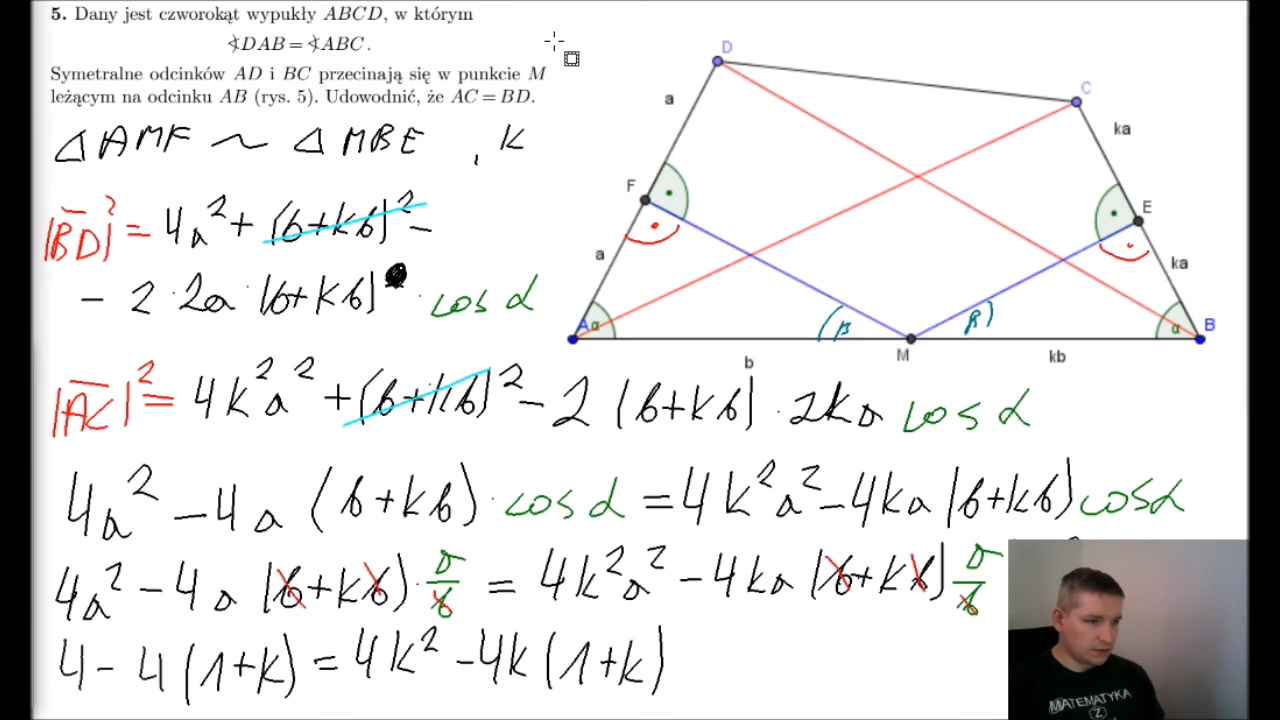 5. Dany jest czworokąt wypukły ABCD, w którym
∢DAB = ∢ABC.
Symetralne odcinków AD i BC przecinają się w punkcie M
leżącym na odcinku AB (rys. 5). Udowodnić, że AC = BD.
△AMF ~ △MBE , K
|BD|² = 4a² + (b+kb)² −
− 2·2a·(b+kb)· cos α
|AC|² = 4k²a² + (b+kb)² − 2(b+kb)·2ka cos α
4a² − 4a (b+kb)· cos α = 4k²a² − 4ka (b+kb) cos α
4a² − 4a (b+kb)· a/b = 4k²a² − 4ka (b+kb) a/b
4 − 4(1+k) = 4k² − 4k(1+k)
D
C
a
ka
F
E
a
ka
A α
β
β
α B
M
b
kb
MATEMATYKA
Z